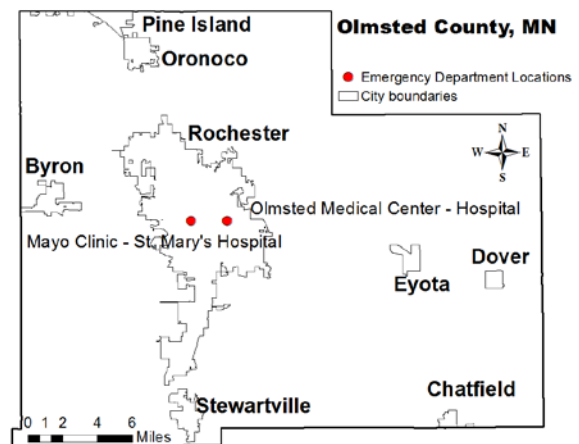 Pine Island
Olmsted County, MN
Oronoco
Emergency Department Locations
City boundaries
Rochester
N
W E
S
Byron
Olmsted Medical Center - Hospital
Mayo Clinic - St. Mary's Hospital
Dover
Eyota
Chatfield
Stewartville
0 1 2 4 6
Miles